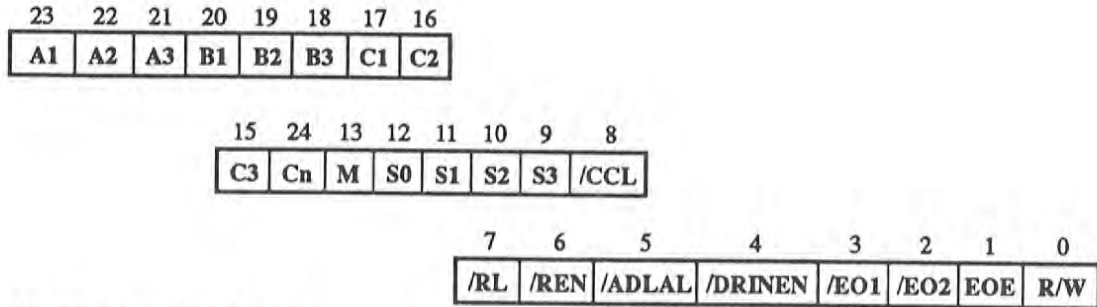 23 22 21 20 19 18 17 16
A1 A2 A3 B1 B2 B3 C1 C2
15 24 13 12 11 10 9 8
C3 Cn M S0 S1 S2 S3 /CCL
7 6 5 4 3 2 1 0
/RL /REN /ADLAL /DRINEN /EO1 /EO2 EOE R/W